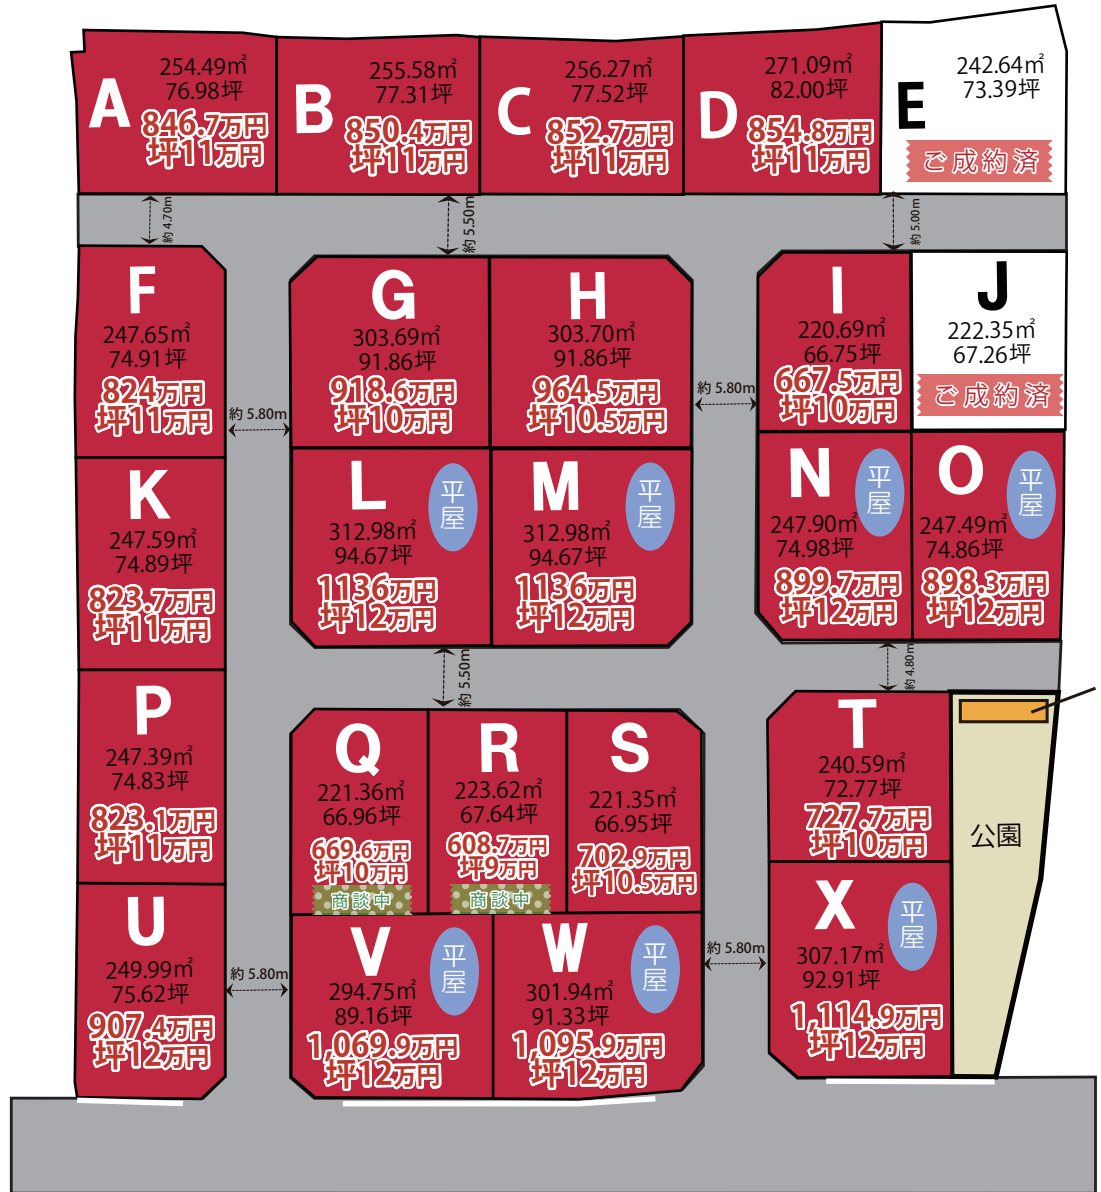 A
254.49㎡
76.98坪
846.7万円
坪11万円
B
255.58㎡
77.31坪
850.4万円
坪11万円
C
256.27㎡
77.52坪
852.7万円
坪11万円
D
271.09㎡
82.00坪
854.8万円
坪11万円
E
242.64㎡
73.39坪
ご成約済
約 4.70m
約 5.50m
約 5.00m
F
247.65㎡
74.91坪
824万円
坪11万円
約 5.80m
G
303.69㎡
91.86坪
918.6万円
坪10万円
H
303.70㎡
91.86坪
964.5万円
坪10.5万円
約 5.80m
I
220.69㎡
66.75坪
667.5万円
坪10万円
J
222.35㎡
67.26坪
ご成約済
K
247.59㎡
74.89坪
823.7万円
坪11万円
L
平屋
312.98㎡
94.67坪
1136万円
坪12万円
M
平屋
312.98㎡
94.67坪
1136万円
坪12万円
N
平屋
247.90㎡
74.98坪
899.7万円
坪12万円
O
平屋
247.49㎡
74.86坪
898.3万円
坪12万円
約 5.50m
約 4.80m
P
247.39㎡
74.83坪
823.1万円
坪11万円
Q
221.36㎡
66.96坪
669.6万円
坪10万円
商談中
R
223.62㎡
67.64坪
608.7万円
坪9万円
商談中
S
221.35㎡
66.95坪
702.9万円
坪10.5万円
T
240.59㎡
72.77坪
727.7万円
坪10万円
公園
U
249.99㎡
75.62坪
907.4万円
坪12万円
約 5.80m
V
平屋
294.75㎡
89.16坪
1,069.9万円
坪12万円
W
平屋
301.94㎡
91.33坪
1,095.9万円
坪12万円
約 5.80m
X
平屋
307.17㎡
92.91坪
1,114.9万円
坪12万円